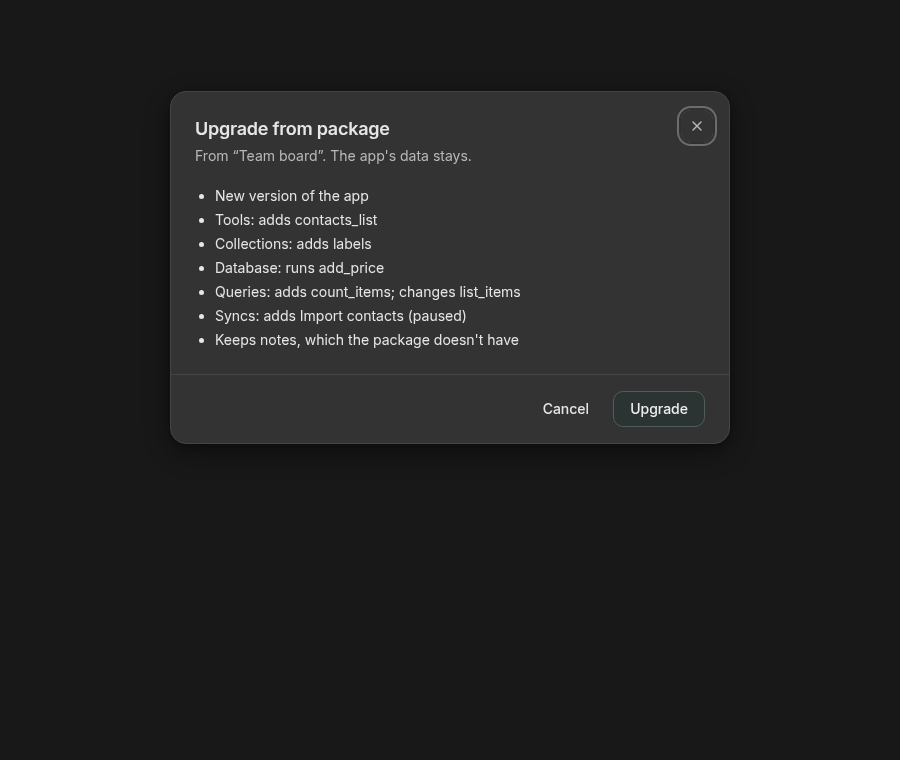 Upgrade from package
From “Team board”. The app's data stays.
New version of the app
Tools: adds contacts_list
Collections: adds labels
Database: runs add_price
Queries: adds count_items; changes list_items
Syncs: adds Import contacts (paused)
Keeps notes, which the package doesn't have
Cancel
Upgrade